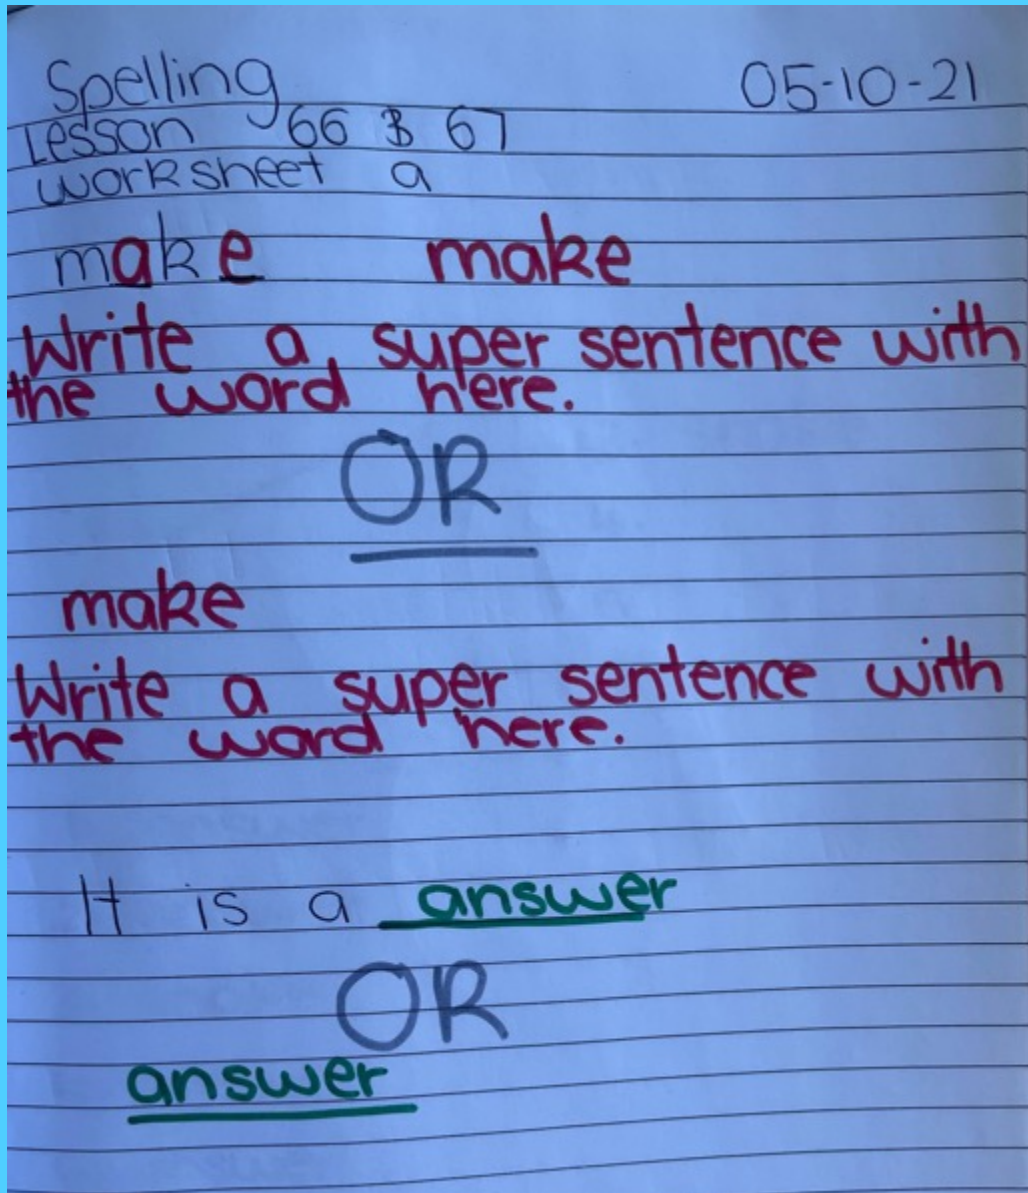 Spelling 05-10-21
Lesson 66 & 67
worksheet a
make make
Write a super sentence with
the word here.
OR
make
Write a super sentence with
the word here.
It is a answer
OR
answer